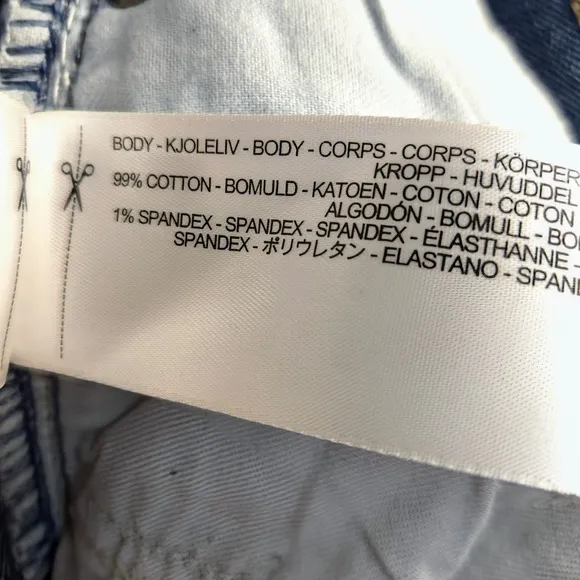 BODY - KJOLELIV - BODY - CORPS - CORPS - KÖRPER
KROPP - HUVUDDEL
99% COTTON - BOMULD - KATOEN - COTON - COTON
ALGODÓN - BOMULL -
1% SPANDEX - SPANDEX - SPANDEX - ÉLASTHANNE -
SPANDEX - ポリウレタン - ELASTANO -